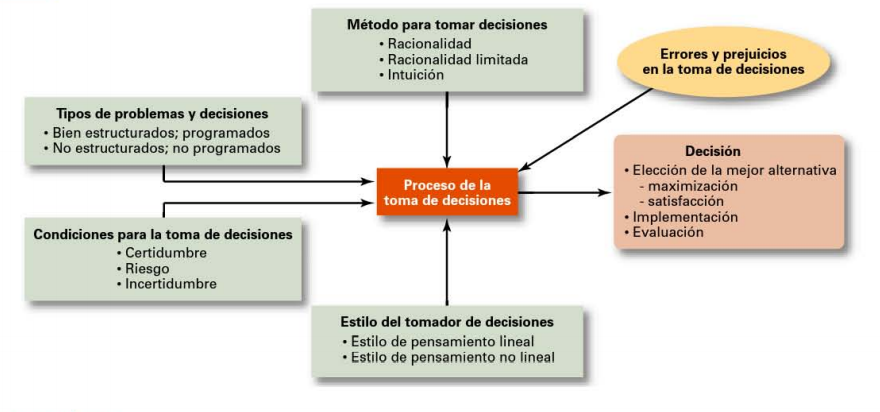 Método para tomar decisiones
• Racionalidad
• Racionalidad limitada
• Intuición
Errores y prejuicios
en la toma de decisiones
Tipos de problemas y decisiones
• Bien estructurados; programados
• No estructurados; no programados
Proceso de la
toma de decisiones
Decisión
• Elección de la mejor alternativa
- maximización
- satisfacción
• Implementación
• Evaluación
Condiciones para la toma de decisiones
• Certidumbre
• Riesgo
• Incertidumbre
Estilo del tomador de decisiones
• Estilo de pensamiento lineal
• Estilo de pensamiento no lineal